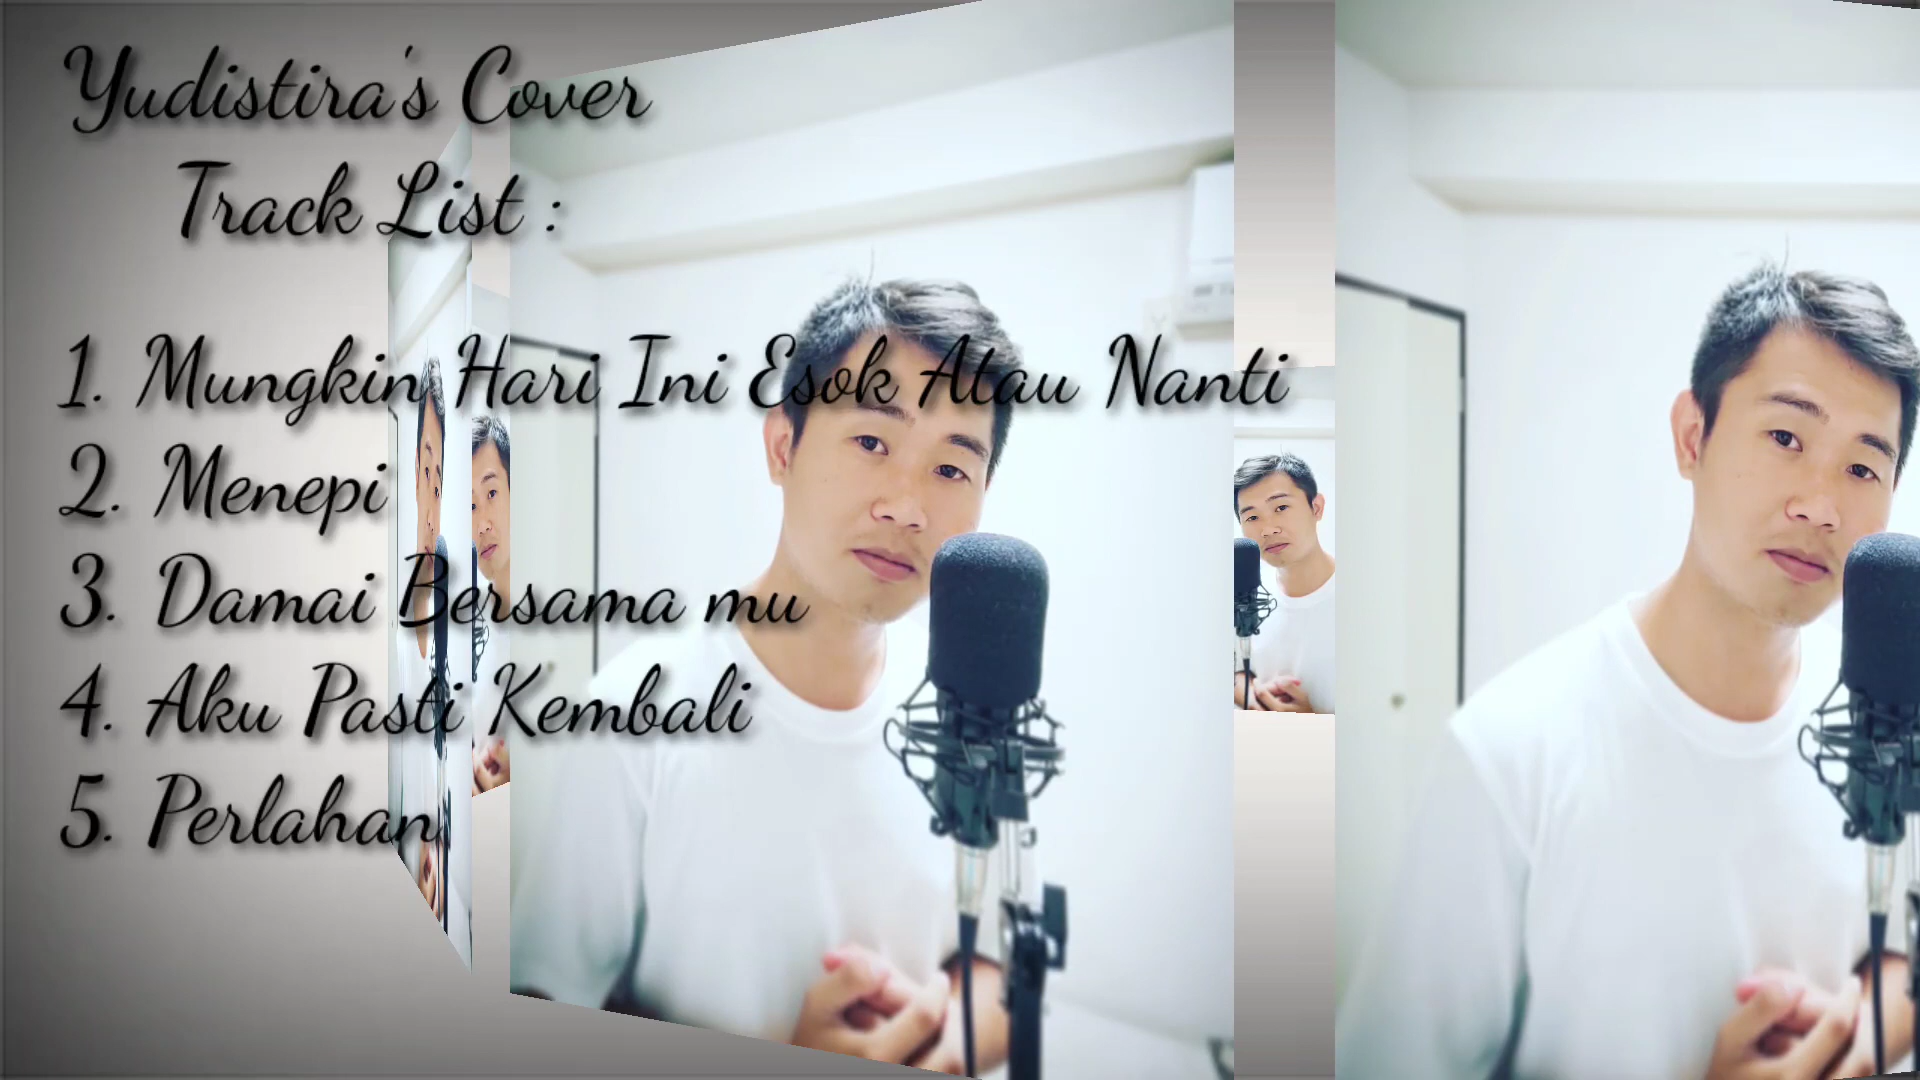 Yudistira's Cover
Track List :
1. Mungkin Hari Ini Esok Atau Nanti
2. Menepi
3. Damai Bersama mu
4. Aku Pasti Kembali
5. Perlahan